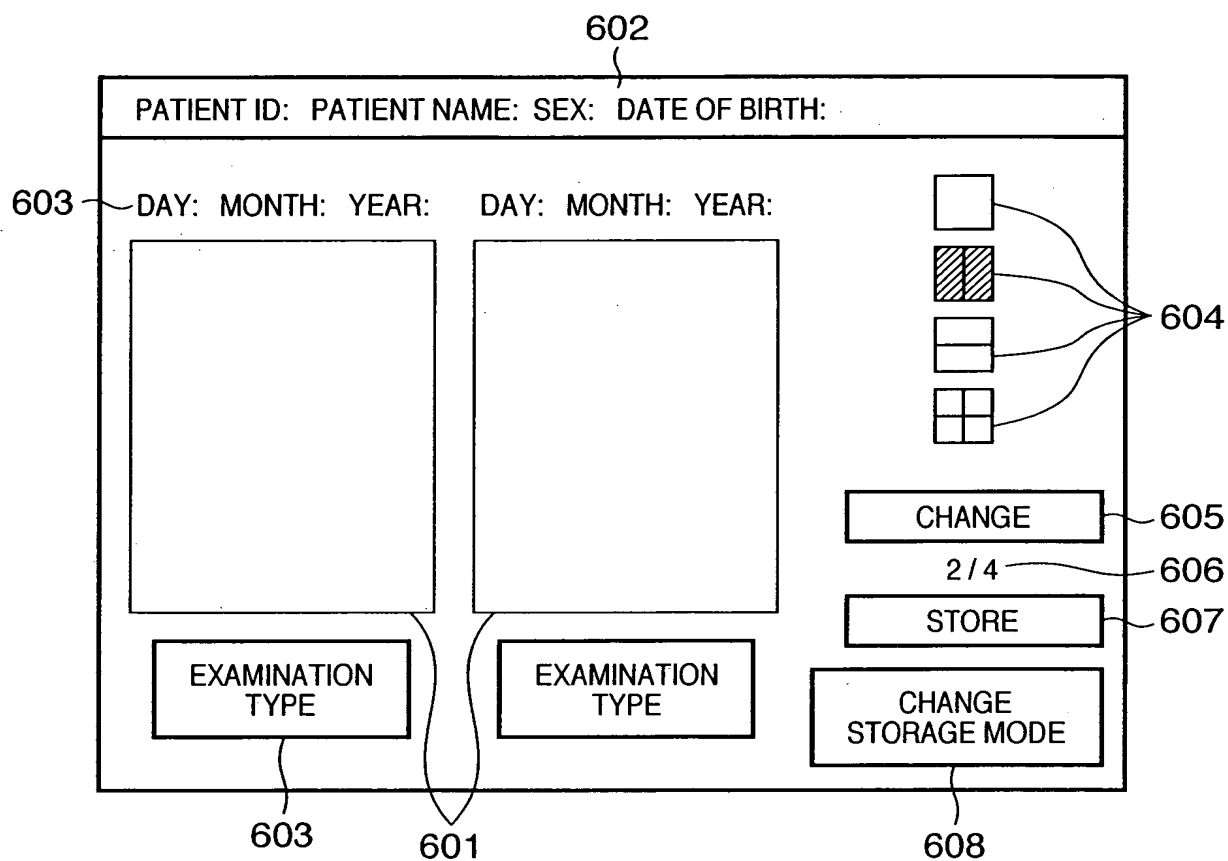 602
PATIENT ID: PATIENT NAME: SEX: DATE OF BIRTH:
603 DAY: MONTH: YEAR: DAY: MONTH: YEAR:
604
CHANGE 605
2 / 4 606
STORE 607
EXAMINATION
TYPE
EXAMINATION
TYPE
CHANGE
STORAGE MODE
603 601 608